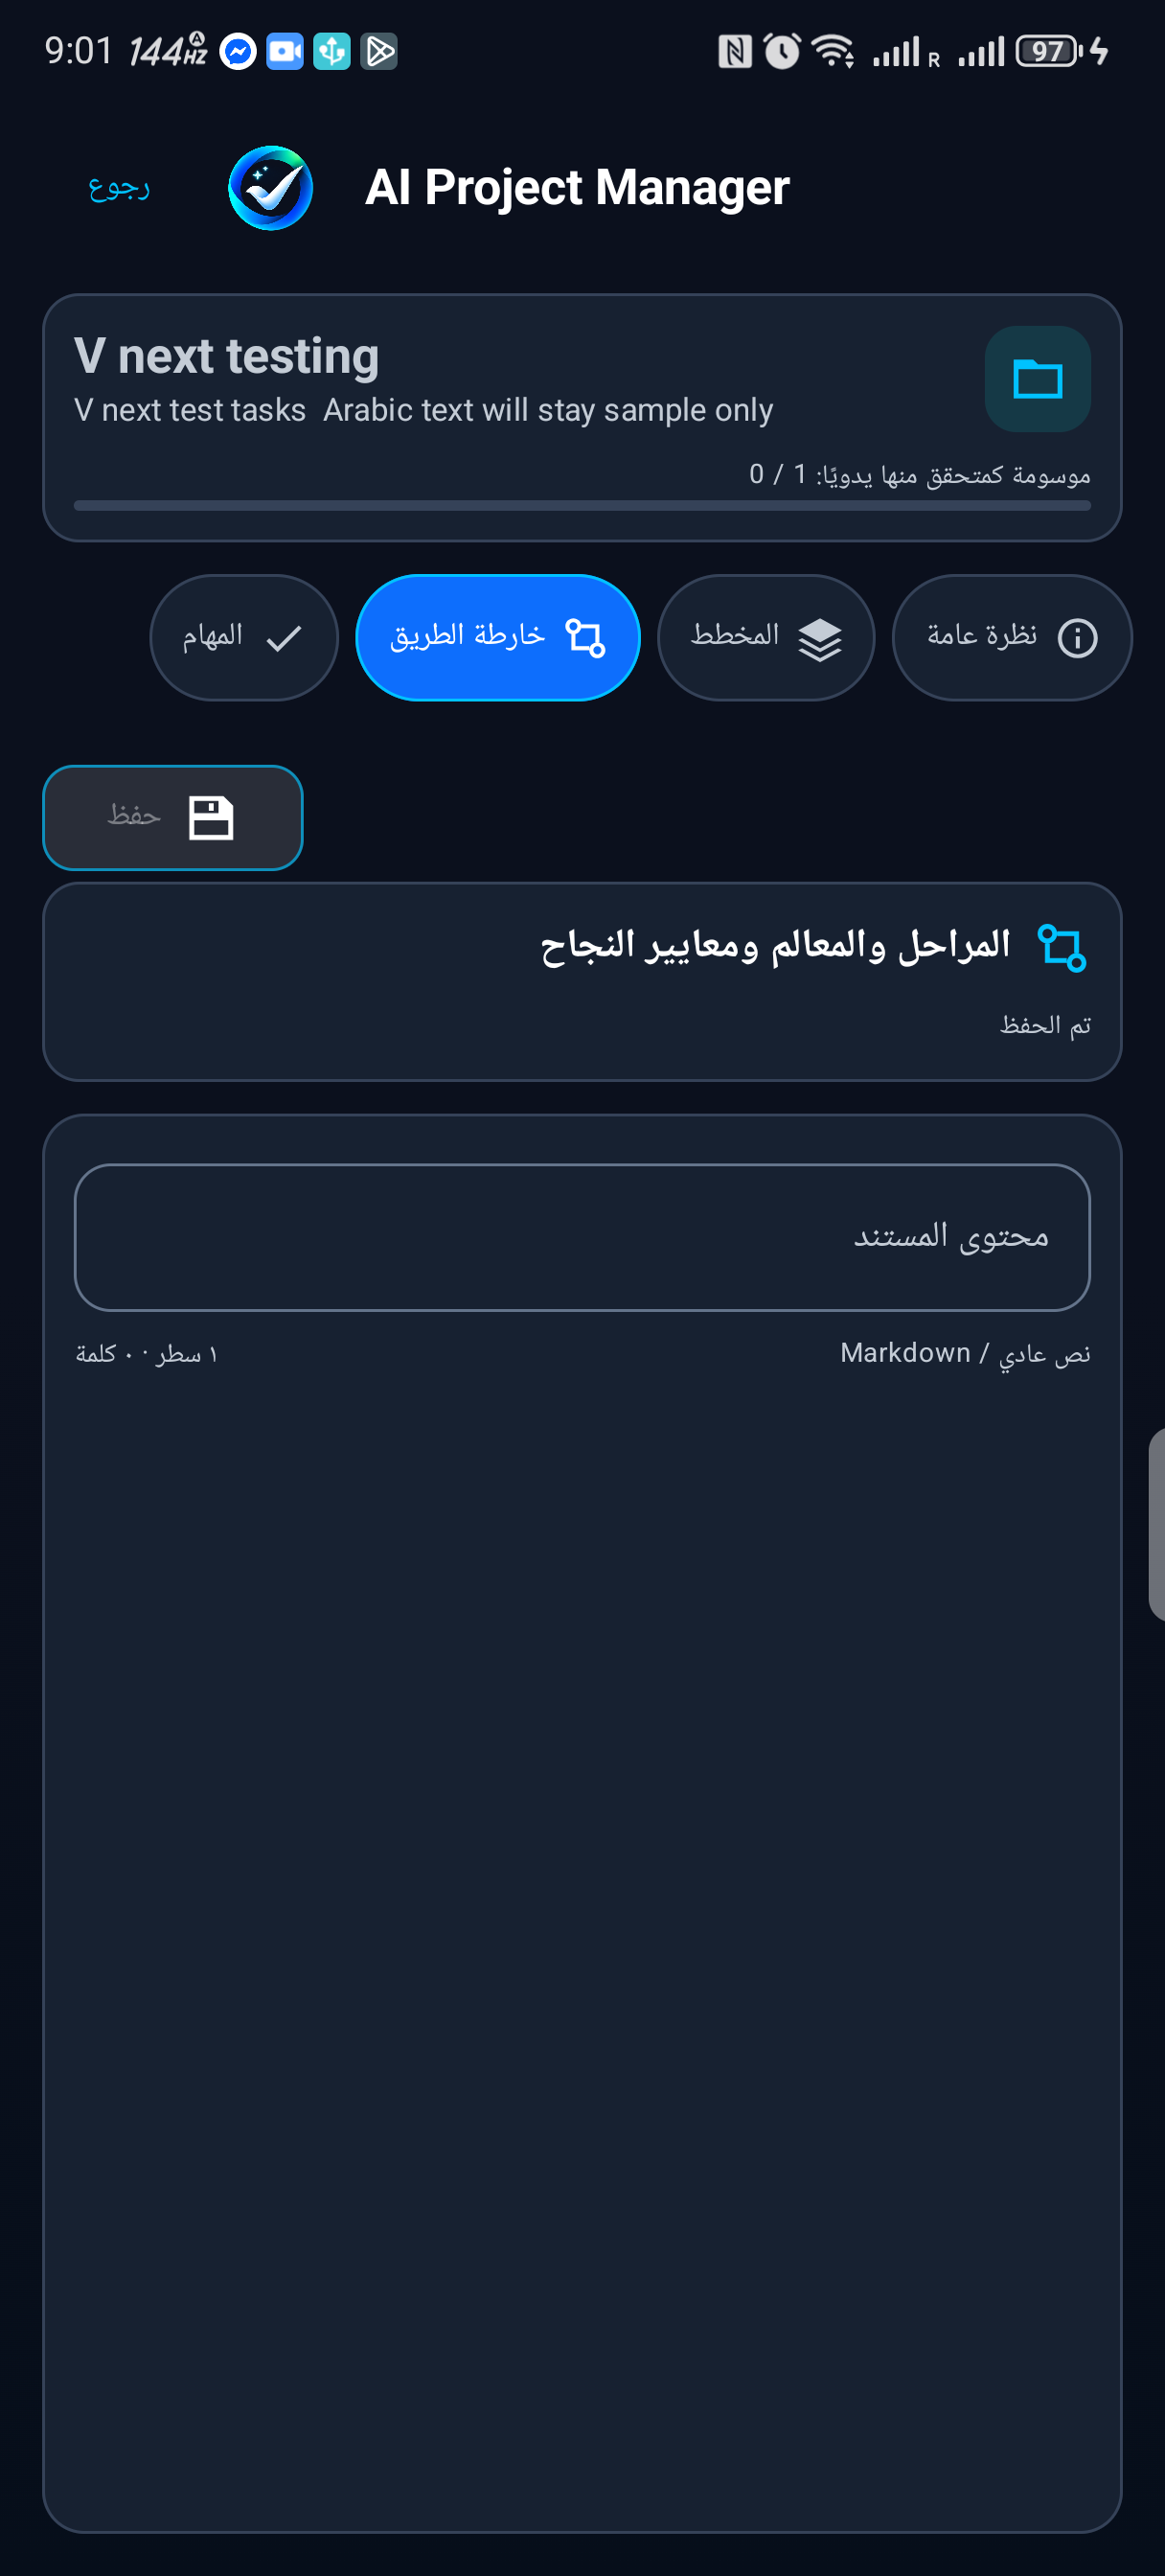 9:01 144HZ A R 97
رجوع AI Project Manager
V next testing
V next test tasks  Arabic text will stay sample only
موسومة كمتحقق منها يدويًا: 1 / 0
نظرة عامة
المخطط
خارطة الطريق
المهام
حفظ
المراحل والمعالم ومعايير النجاح
تم الحفظ
محتوى المستند
نص عادي / Markdown
١ سطر · ٠ كلمة